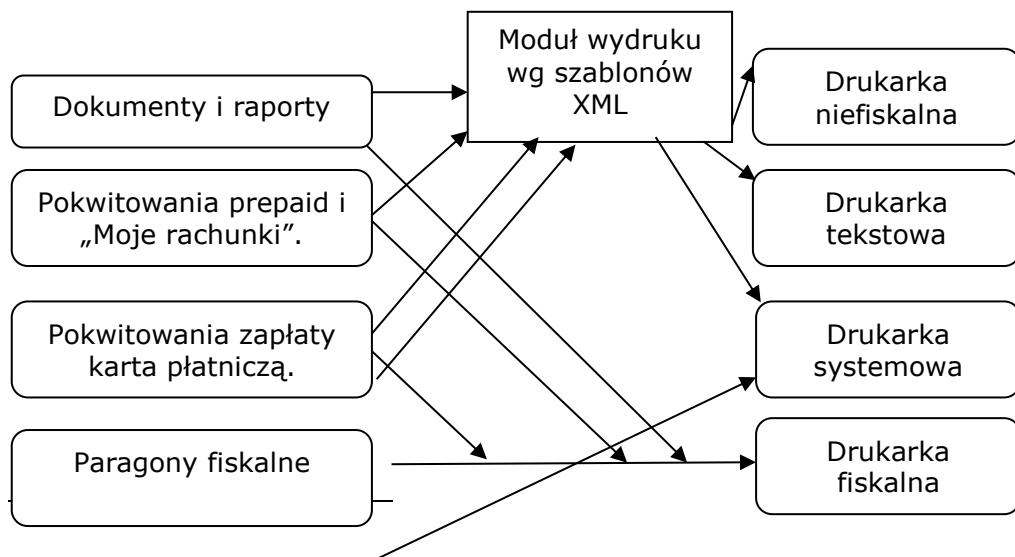 Moduł wydruku
wg szablonów
XML
Dokumenty i raporty
Pokwitowania prepaid i
„Moje rachunki”.
Pokwitowania zapłaty
karta płatniczą.
Paragony fiskalne
Drukarka
niefiskalna
Drukarka
tekstowa
Drukarka
systemowa
Drukarka
fiskalna